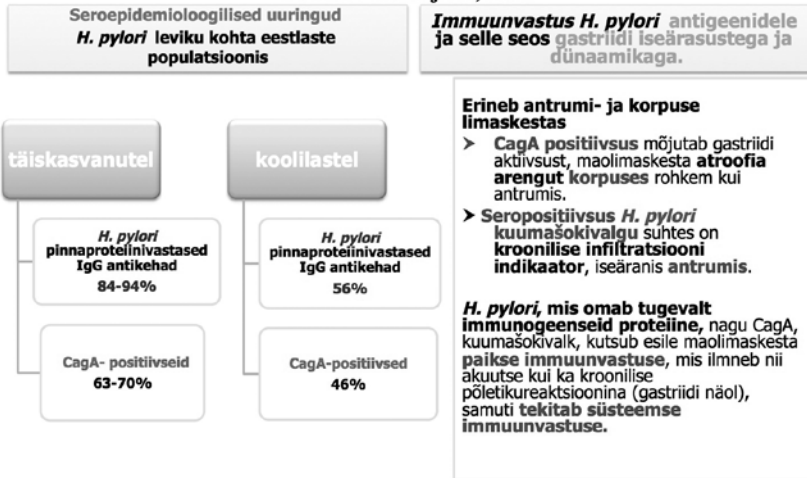 Seroepidemioloogilised uuringud
H. pylori leviku kohta eestlaste
populatsioonis
Immuunvastus H. pylori antigeenidele
ja selle seos gastriidi iseärasustega ja
dünaamikaga.
täiskasvanutel
koolilastel
H. pylori
pinnaproteiinivastased
IgG antikehad
84-94%
H. pylori
pinnaproteiinivastased
IgG antikehad
56%
CagA- positiivseid
63-70%
CagA-positiivsed
46%
Erineb antrumi- ja korpuse
limaskestas
➤ CagA positiivsus mõjutab gastriidi
aktiivsust, maolimaskesta atroofia
arengut korpuses rohkem kui
antrumis.
➤ Seropositiivsus H. pylori
kuumašokivalgu suhtes on
kroonilise infiltratsiooni
indikaator, iseäranis antrumis.
H. pylori, mis omab tugevalt
immunogeenseid proteiine, nagu CagA,
kuumašokivalk, kutsub esile maolimaskesta
paikse immuunvastuse, mis ilmneb nii
akuutse kui ka kroonilise
põletikureaktsioonina (gastriidi näol),
samuti tekitab süsteemse
immuunvastuse.